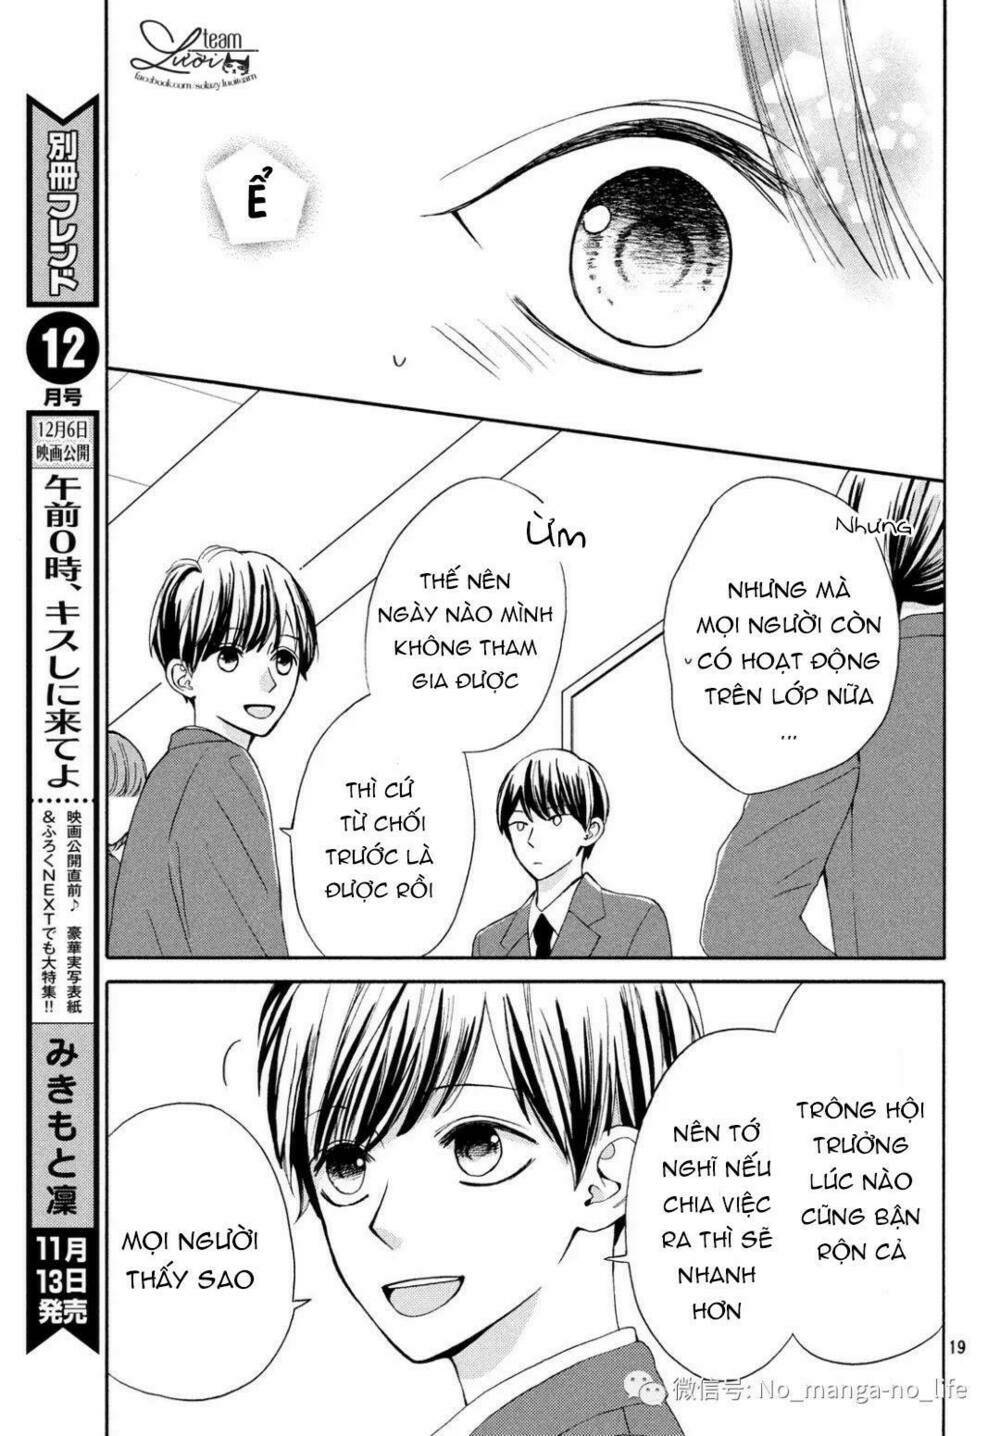 team
Lười
facebook.com/sulazyluoiteam
Ể
Nhưng
NHƯNG MÀ
MỌI NGƯỜI CÒN
CÓ HOẠT ĐỘNG
TRÊN LỚP NỮA
...
Ừm
THẾ NÊN
NGÀY NÀO MÌNH
KHÔNG THAM
GIA ĐƯỢC
THÌ CỨ
TỪ CHỐI
TRƯỚC LÀ
ĐƯỢC RỒI
TRÔNG HỘI
TRƯỞNG
LÚC NÀO
CŨNG BẬN
RỘN CẢ
NÊN TỚ
NGHĨ NẾU
CHIA VIỆC
RA THÌ SẼ
NHANH
HƠN
MỌI NGƯỜI
THẤY SAO
別冊フレンド
12
月号
12月6日
映画公開
午前0時、キスしに来てよ
映画公開直前♪ 豪華実写表紙
&ふろくNEXTでも大特集!!
みきもと凜
11月
13日
発売
19
微信号: No_manga-no_life